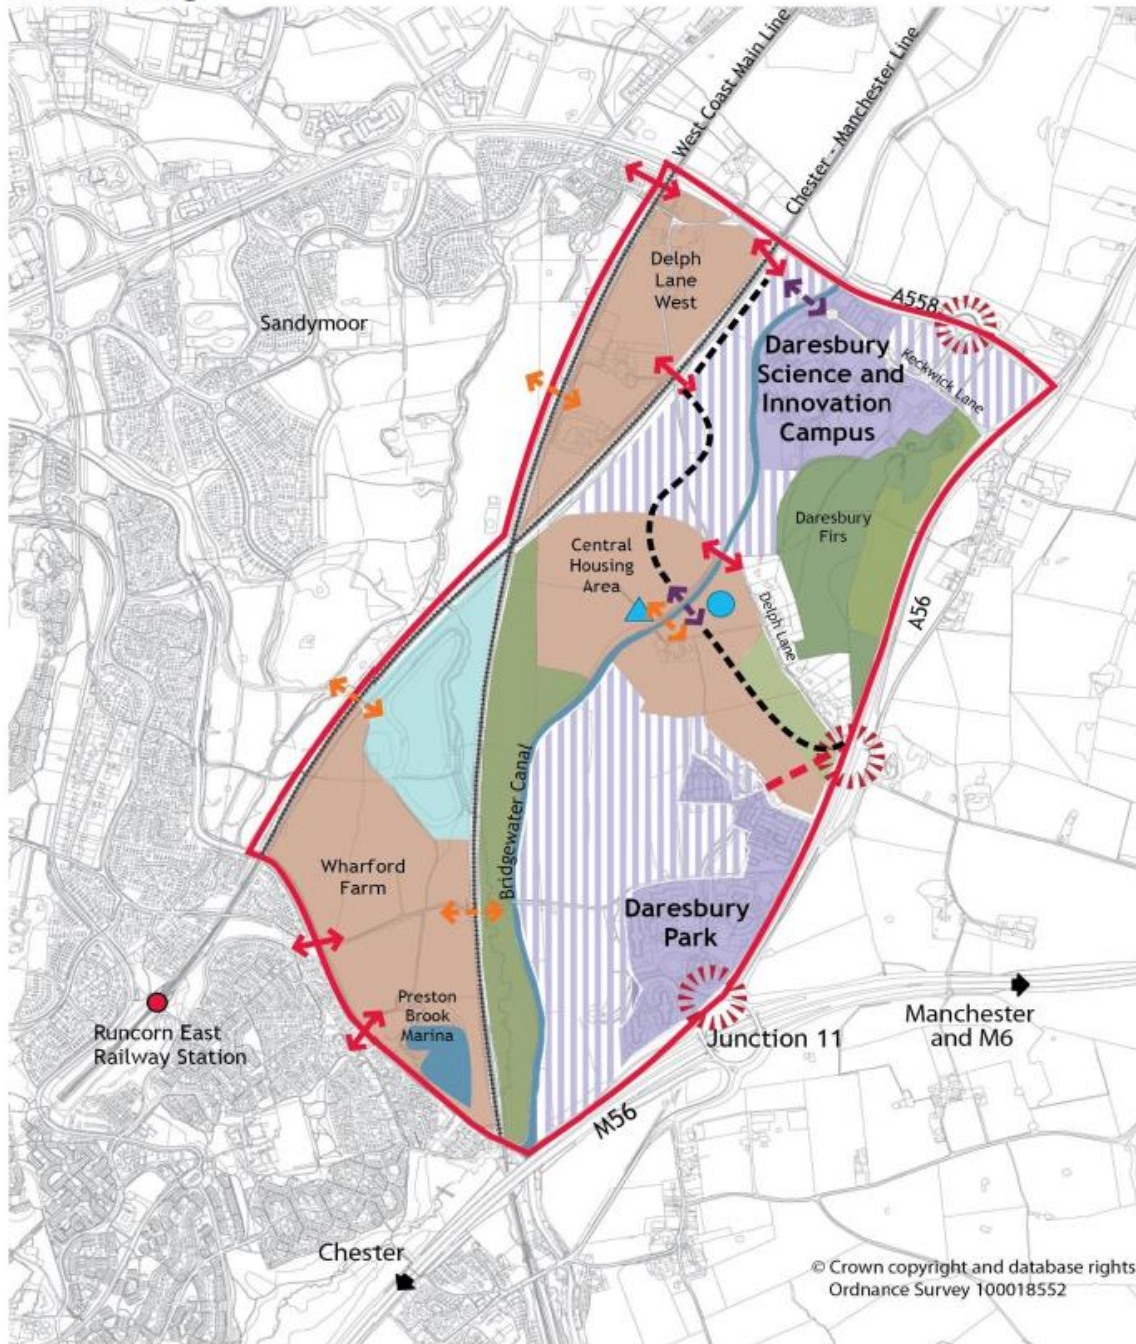 West Coast Main Line
Chester - Manchester Line
Delph
Lane
West
Sandymoor
A558
Keckwick Lane
Daresbury
Science and
Innovation
Campus
Daresbury
Firs
Central
Housing
Area
Delph Lane
A56
Bridgewater Canal
Wharford
Farm
Daresbury
Park
Preston
Brook
Marina
Runcorn East
Railway Station
Junction 11
Manchester
and M6
M56
Chester
© Crown copyright and database rights
Ordnance Survey 100018552